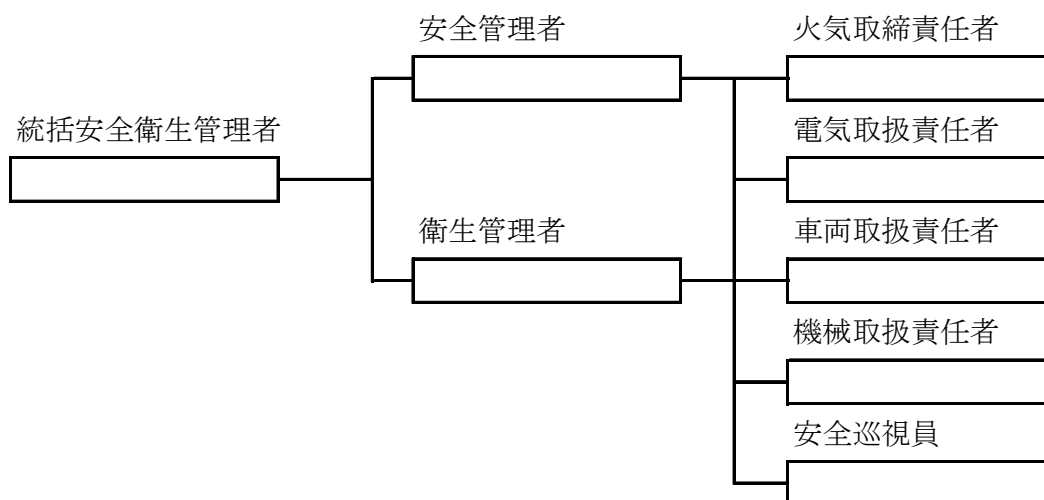 統括安全衛生管理者
安全管理者
衛生管理者
火気取締責任者
電気取扱責任者
車両取扱責任者
機械取扱責任者
安全巡視員